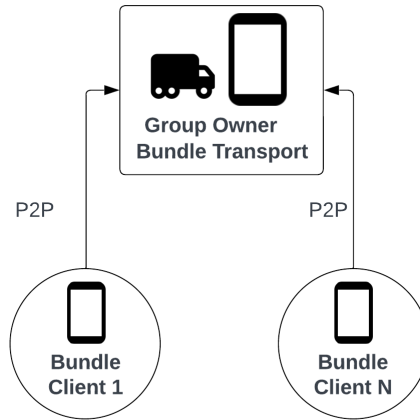 Group Owner
Bundle Transport
P2P
P2P
Bundle
Client 1
Bundle
Client N